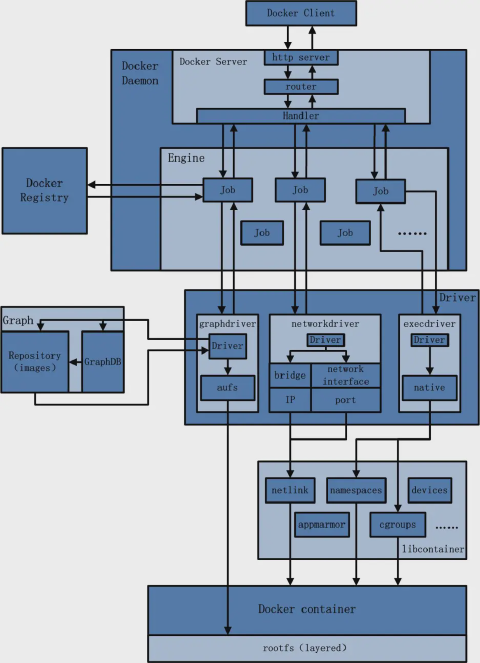 Docker Client
Docker
Daemon
Docker Server
http server
router
Handler
Engine
Docker
Registry
Job
Job
Job
Job
Job
......
Driver
Graph
Repository
(images)
GraphDB
graphdriver
Driver
aufs
networkdriver
Driver
bridge
network
interface
IP
port
execdriver
Driver
native
netlink
namespaces
devices
appmarmor
cgroups
......
libcontainer
Docker container
rootfs (layered)